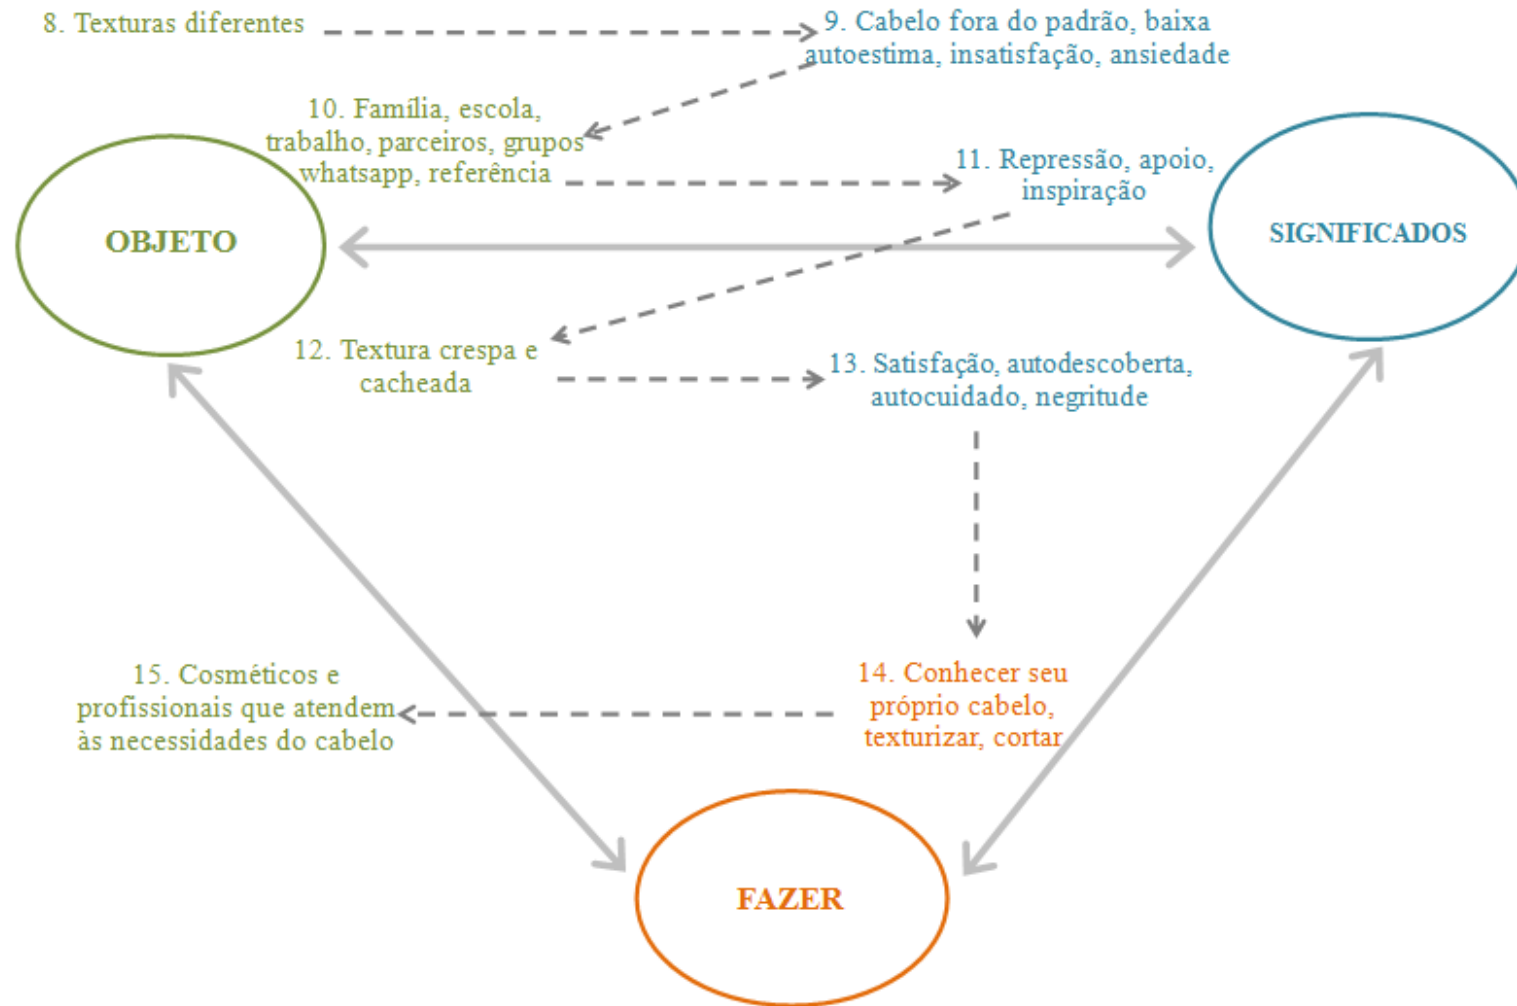 8. Texturas diferentes
9. Cabelo fora do padrão, baixa
autoestima, insatisfação, ansiedade
10. Família, escola,
trabalho, parceiros, grupos
whatsapp, referência
11. Repressão, apoio,
inspiração
OBJETO
SIGNIFICADOS
12. Textura crespa e
cacheada
13. Satisfação, autodescoberta,
autocuidado, negritude
14. Conhecer seu
próprio cabelo,
texturizar, cortar
15. Cosméticos e
profissionais que atendem
às necessidades do cabelo
FAZER